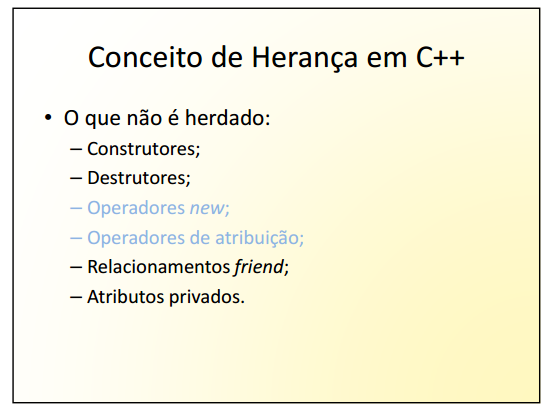 Conceito de Herança em C++
• O que não é herdado:
– Construtores;
– Destrutores;
– Operadores new;
– Operadores de atribuição;
– Relacionamentos friend;
– Atributos privados.